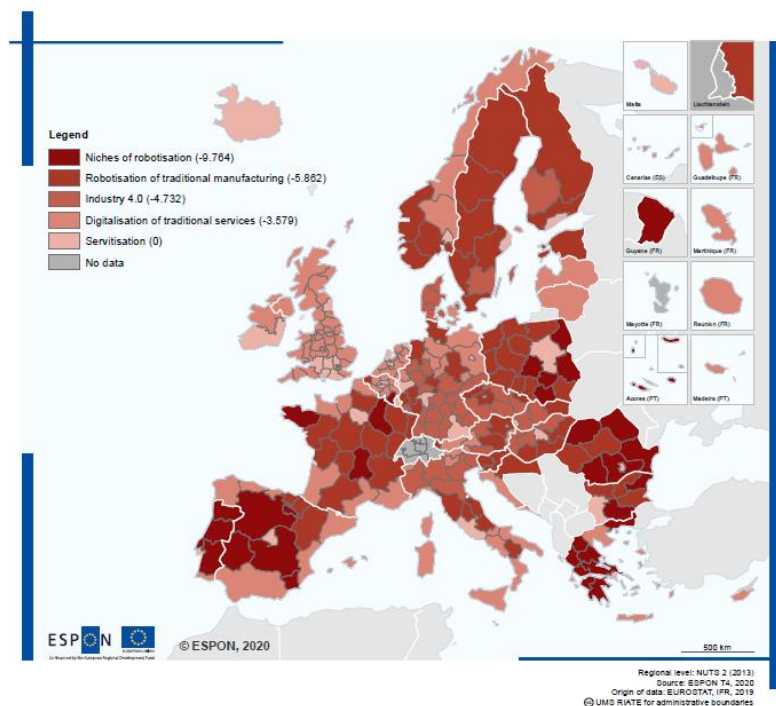 Legend
Niches of robotisation (-9.764)
Robotisation of traditional manufacturing (-5.862)
Industry 4.0 (-4.732)
Digitalisation of traditional services (-3.579)
Servitisation (0)
No data
Malta
Liechtenstein
Canarias (ES)
Guadeloupe (FR)
Guyane (FR)
Martinique (FR)
Mayotte (FR)
Reunion (FR)
Acores (PT)
Madeira (PT)
ESPON
© ESPON, 2020
500 km
Regional level: NUTS 2 (2013)
Source: ESPON T4, 2020
Origin of data: EUROSTAT, IFR, 2019
© UMS RIATE for administrative boundaries